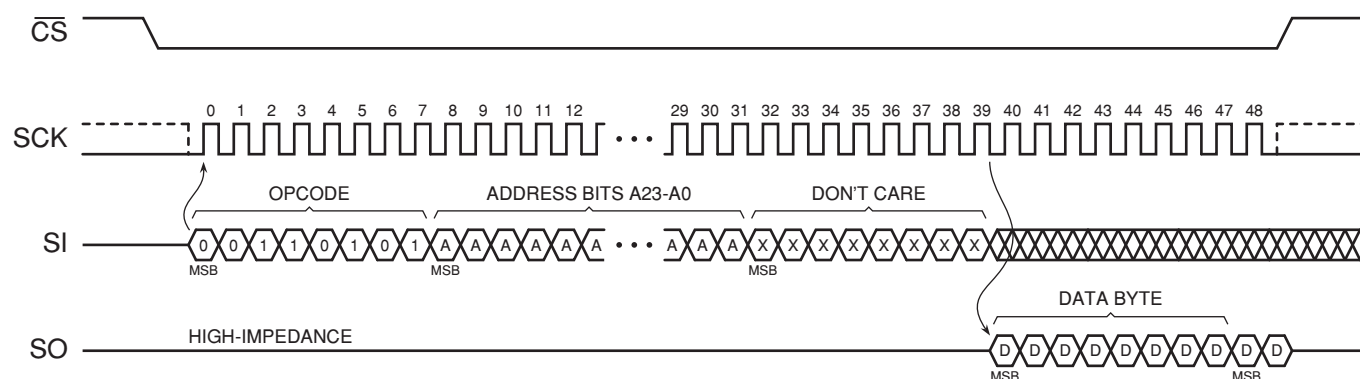 CS
0 1 2 3 4 5 6 7 8 9 10 11 12 29 30 31 32 33 34 35 36 37 38 39 40 41 42 43 44 45 46 47 48
SCK
OPCODE ADDRESS BITS A23-A0 DON'T CARE
SI 0 0 1 1 0 1 0 1 A A A A A A A A A X X X X X X X X
MSB MSB MSB
DATA BYTE
HIGH-IMPEDANCE
SO D D D D D D D D D D
MSB MSB